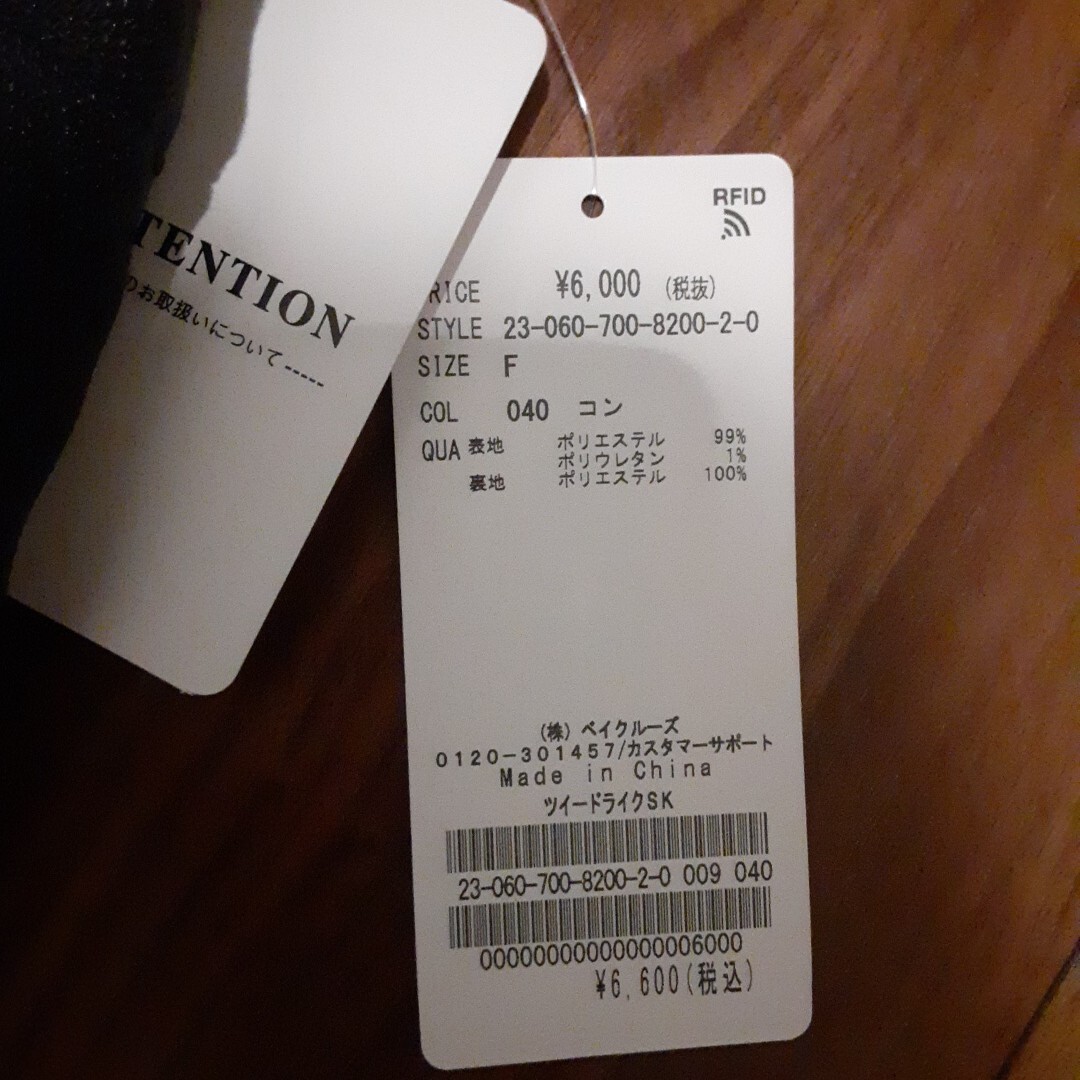 TENTION
のお取扱いについて-----
RFID
RICE ¥6,000 (税抜)
STYLE 23-060-700-8200-2-0
SIZE F
COL 040 コン
QUA 表地 ポリエステル 99%
ポリウレタン 1%
裏地 ポリエステル 100%
(株) ベイクルーズ
0120-301457/カスタマーサポート
Made in China
ツイードライクSK
23-060-700-8200-2-0 009 040
00000000000000006000
¥6,600(税込)